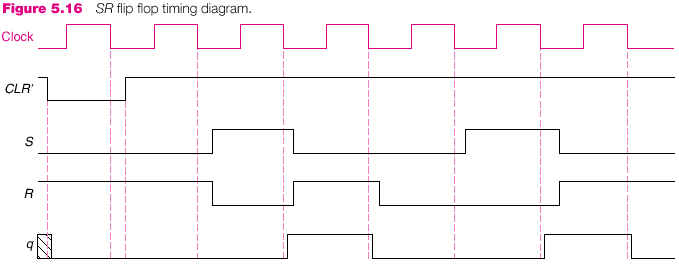 Figure 5.16 SR flip flop timing diagram.
Clock
CLR'
S
R
q